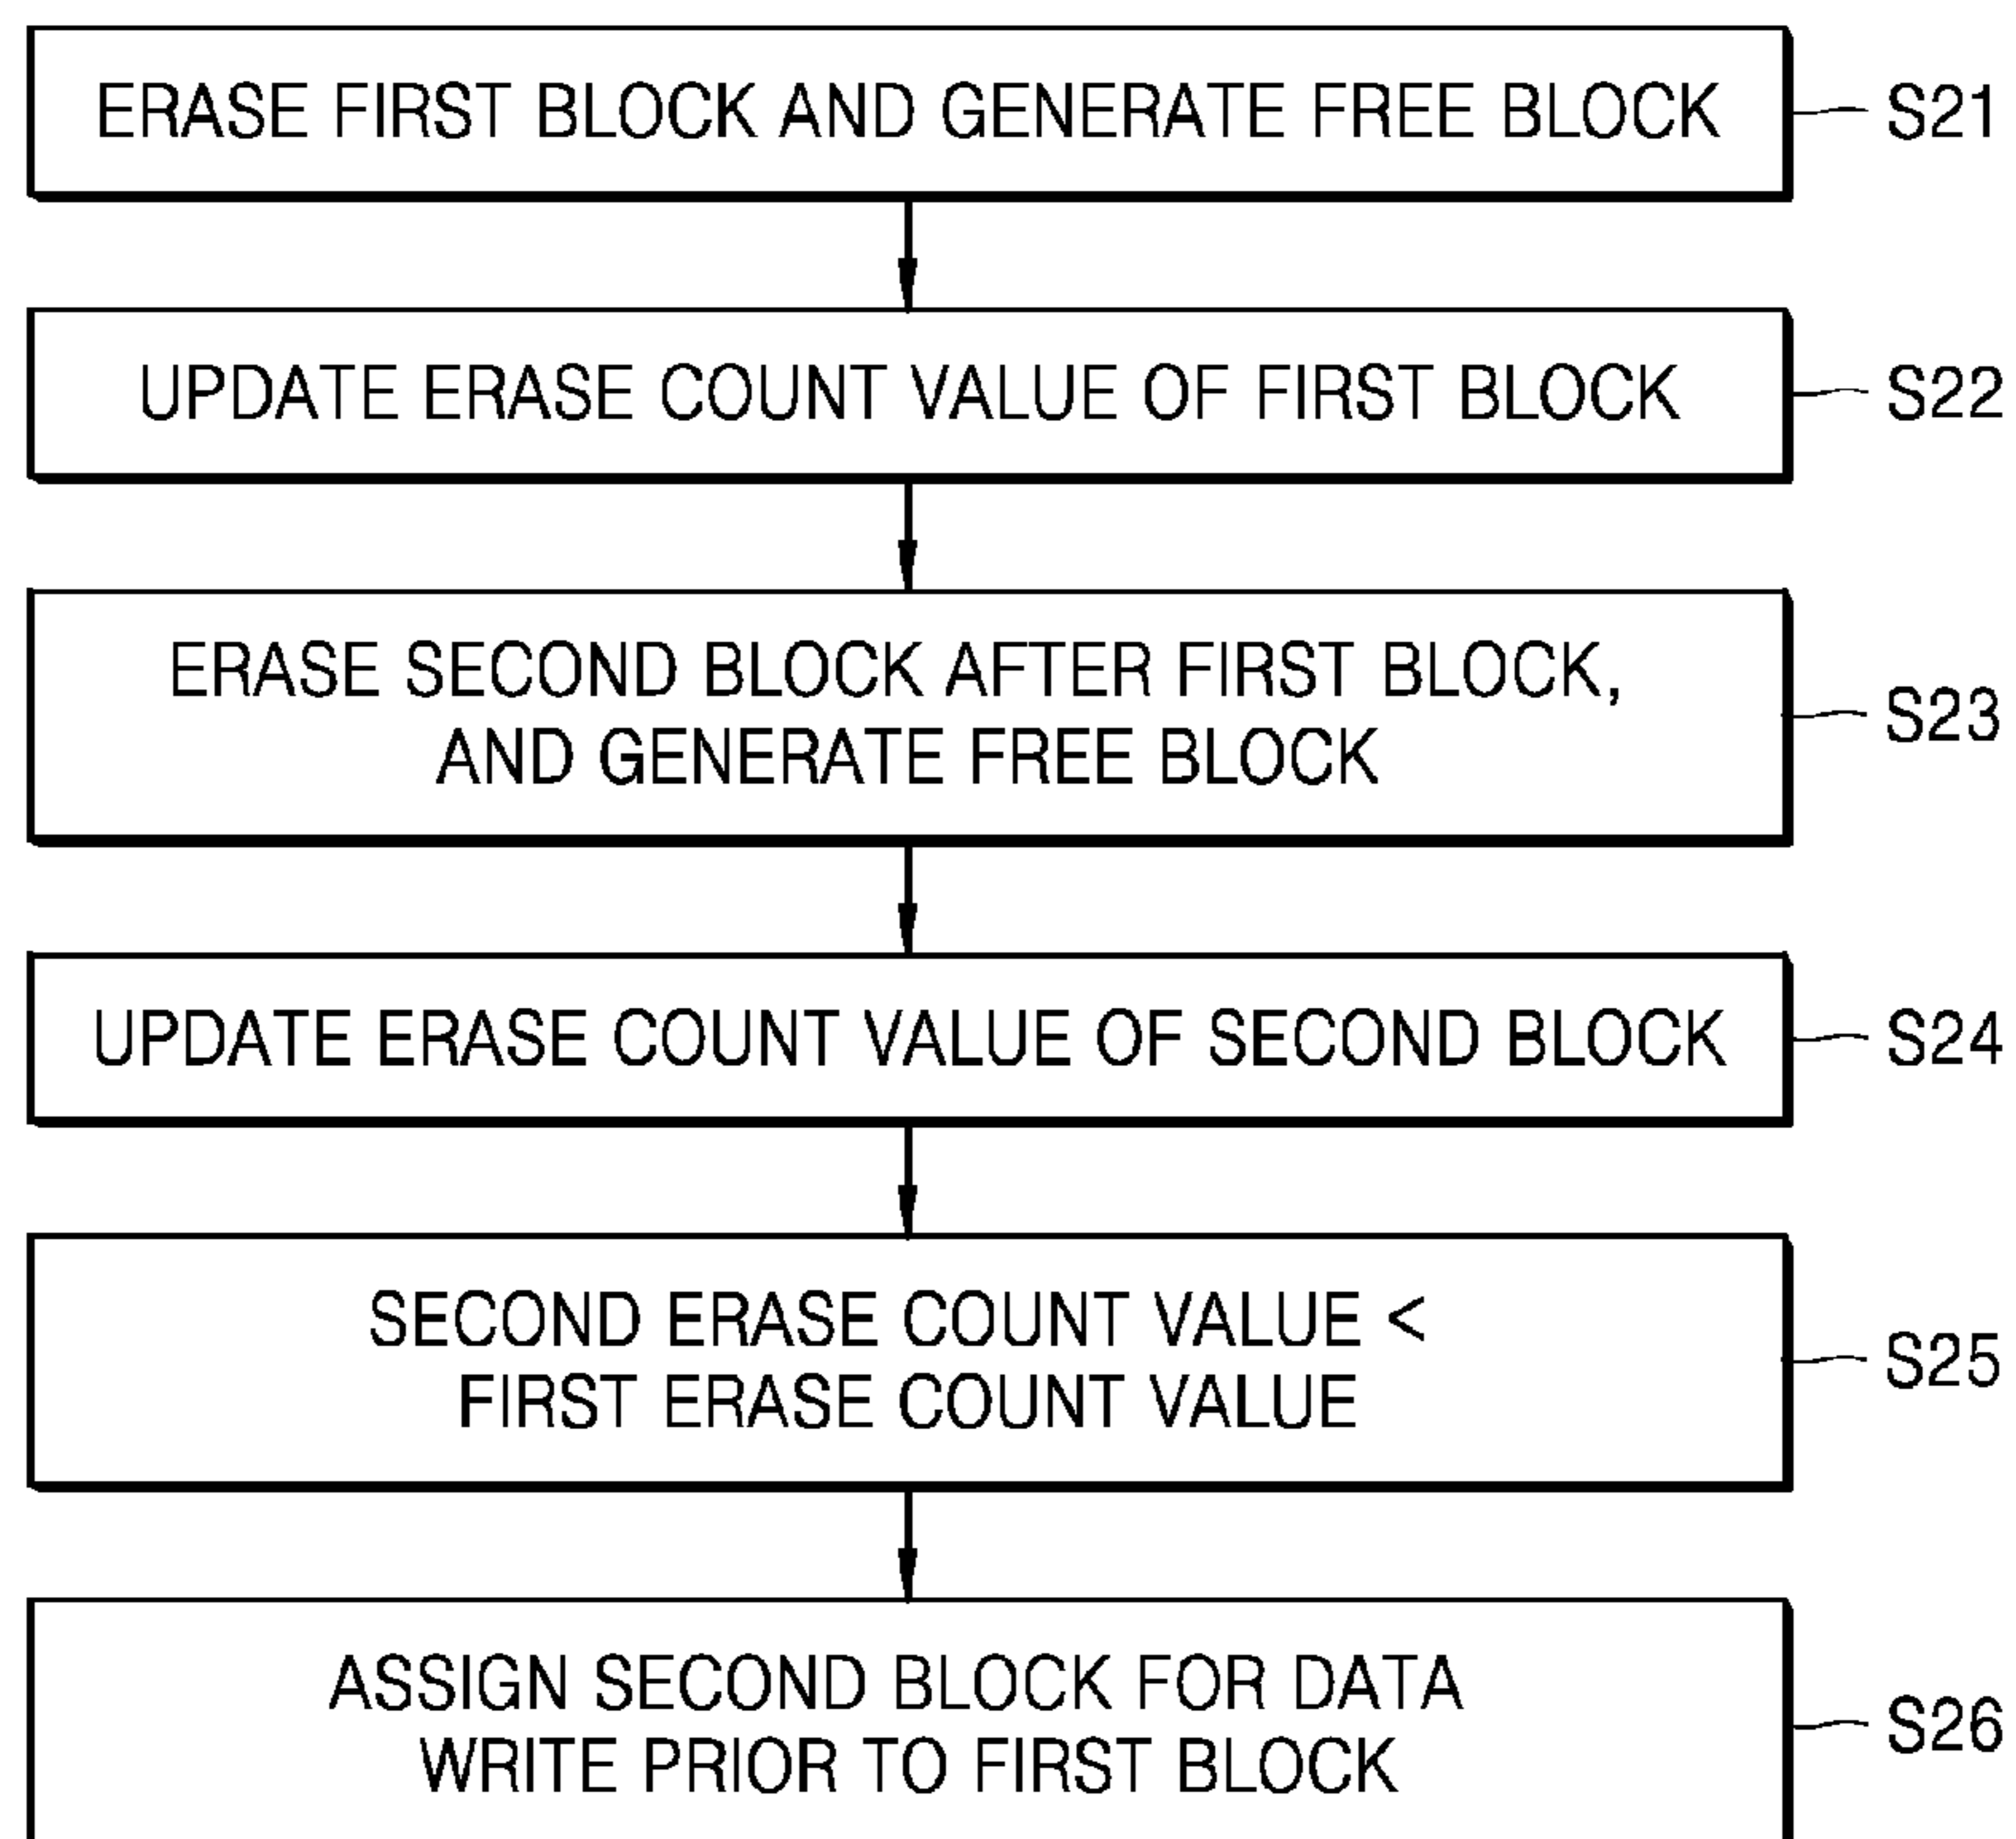 ERASE FIRST BLOCK AND GENERATE FREE BLOCK
S21
UPDATE ERASE COUNT VALUE OF FIRST BLOCK
S22
ERASE SECOND BLOCK AFTER FIRST BLOCK,
AND GENERATE FREE BLOCK
S23
UPDATE ERASE COUNT VALUE OF SECOND BLOCK
S24
SECOND ERASE COUNT VALUE <
FIRST ERASE COUNT VALUE
S25
ASSIGN SECOND BLOCK FOR DATA
WRITE PRIOR TO FIRST BLOCK
S26